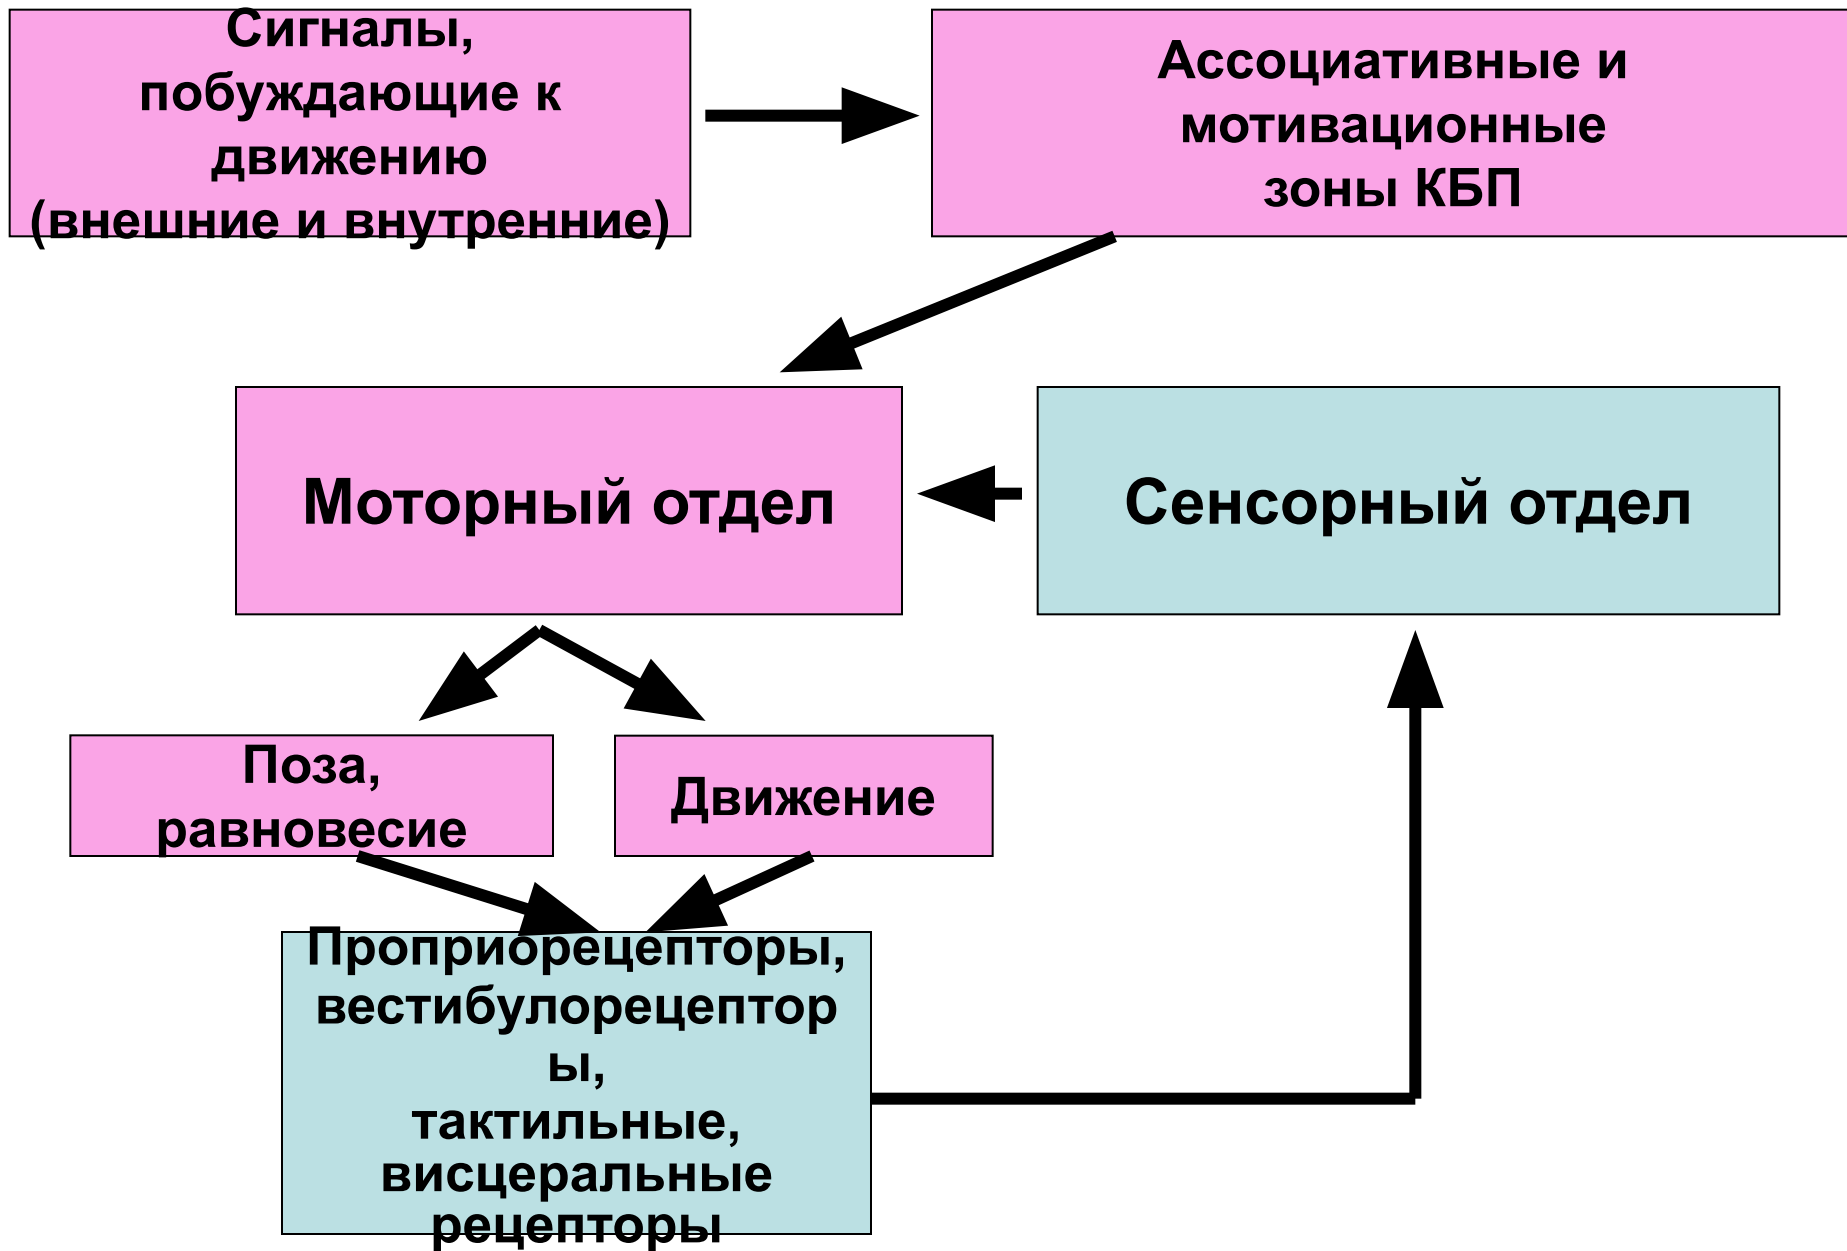 Сигналы,
побуждающие к
движению
(внешние и внутренние)
Ассоциативные и
мотивационные
зоны КБП
Моторный отдел
Сенсорный отдел
Поза,
равновесие
Движение
Проприорецепторы,
вестибулорецептор
ы,
тактильные,
висцеральные
рецепторы